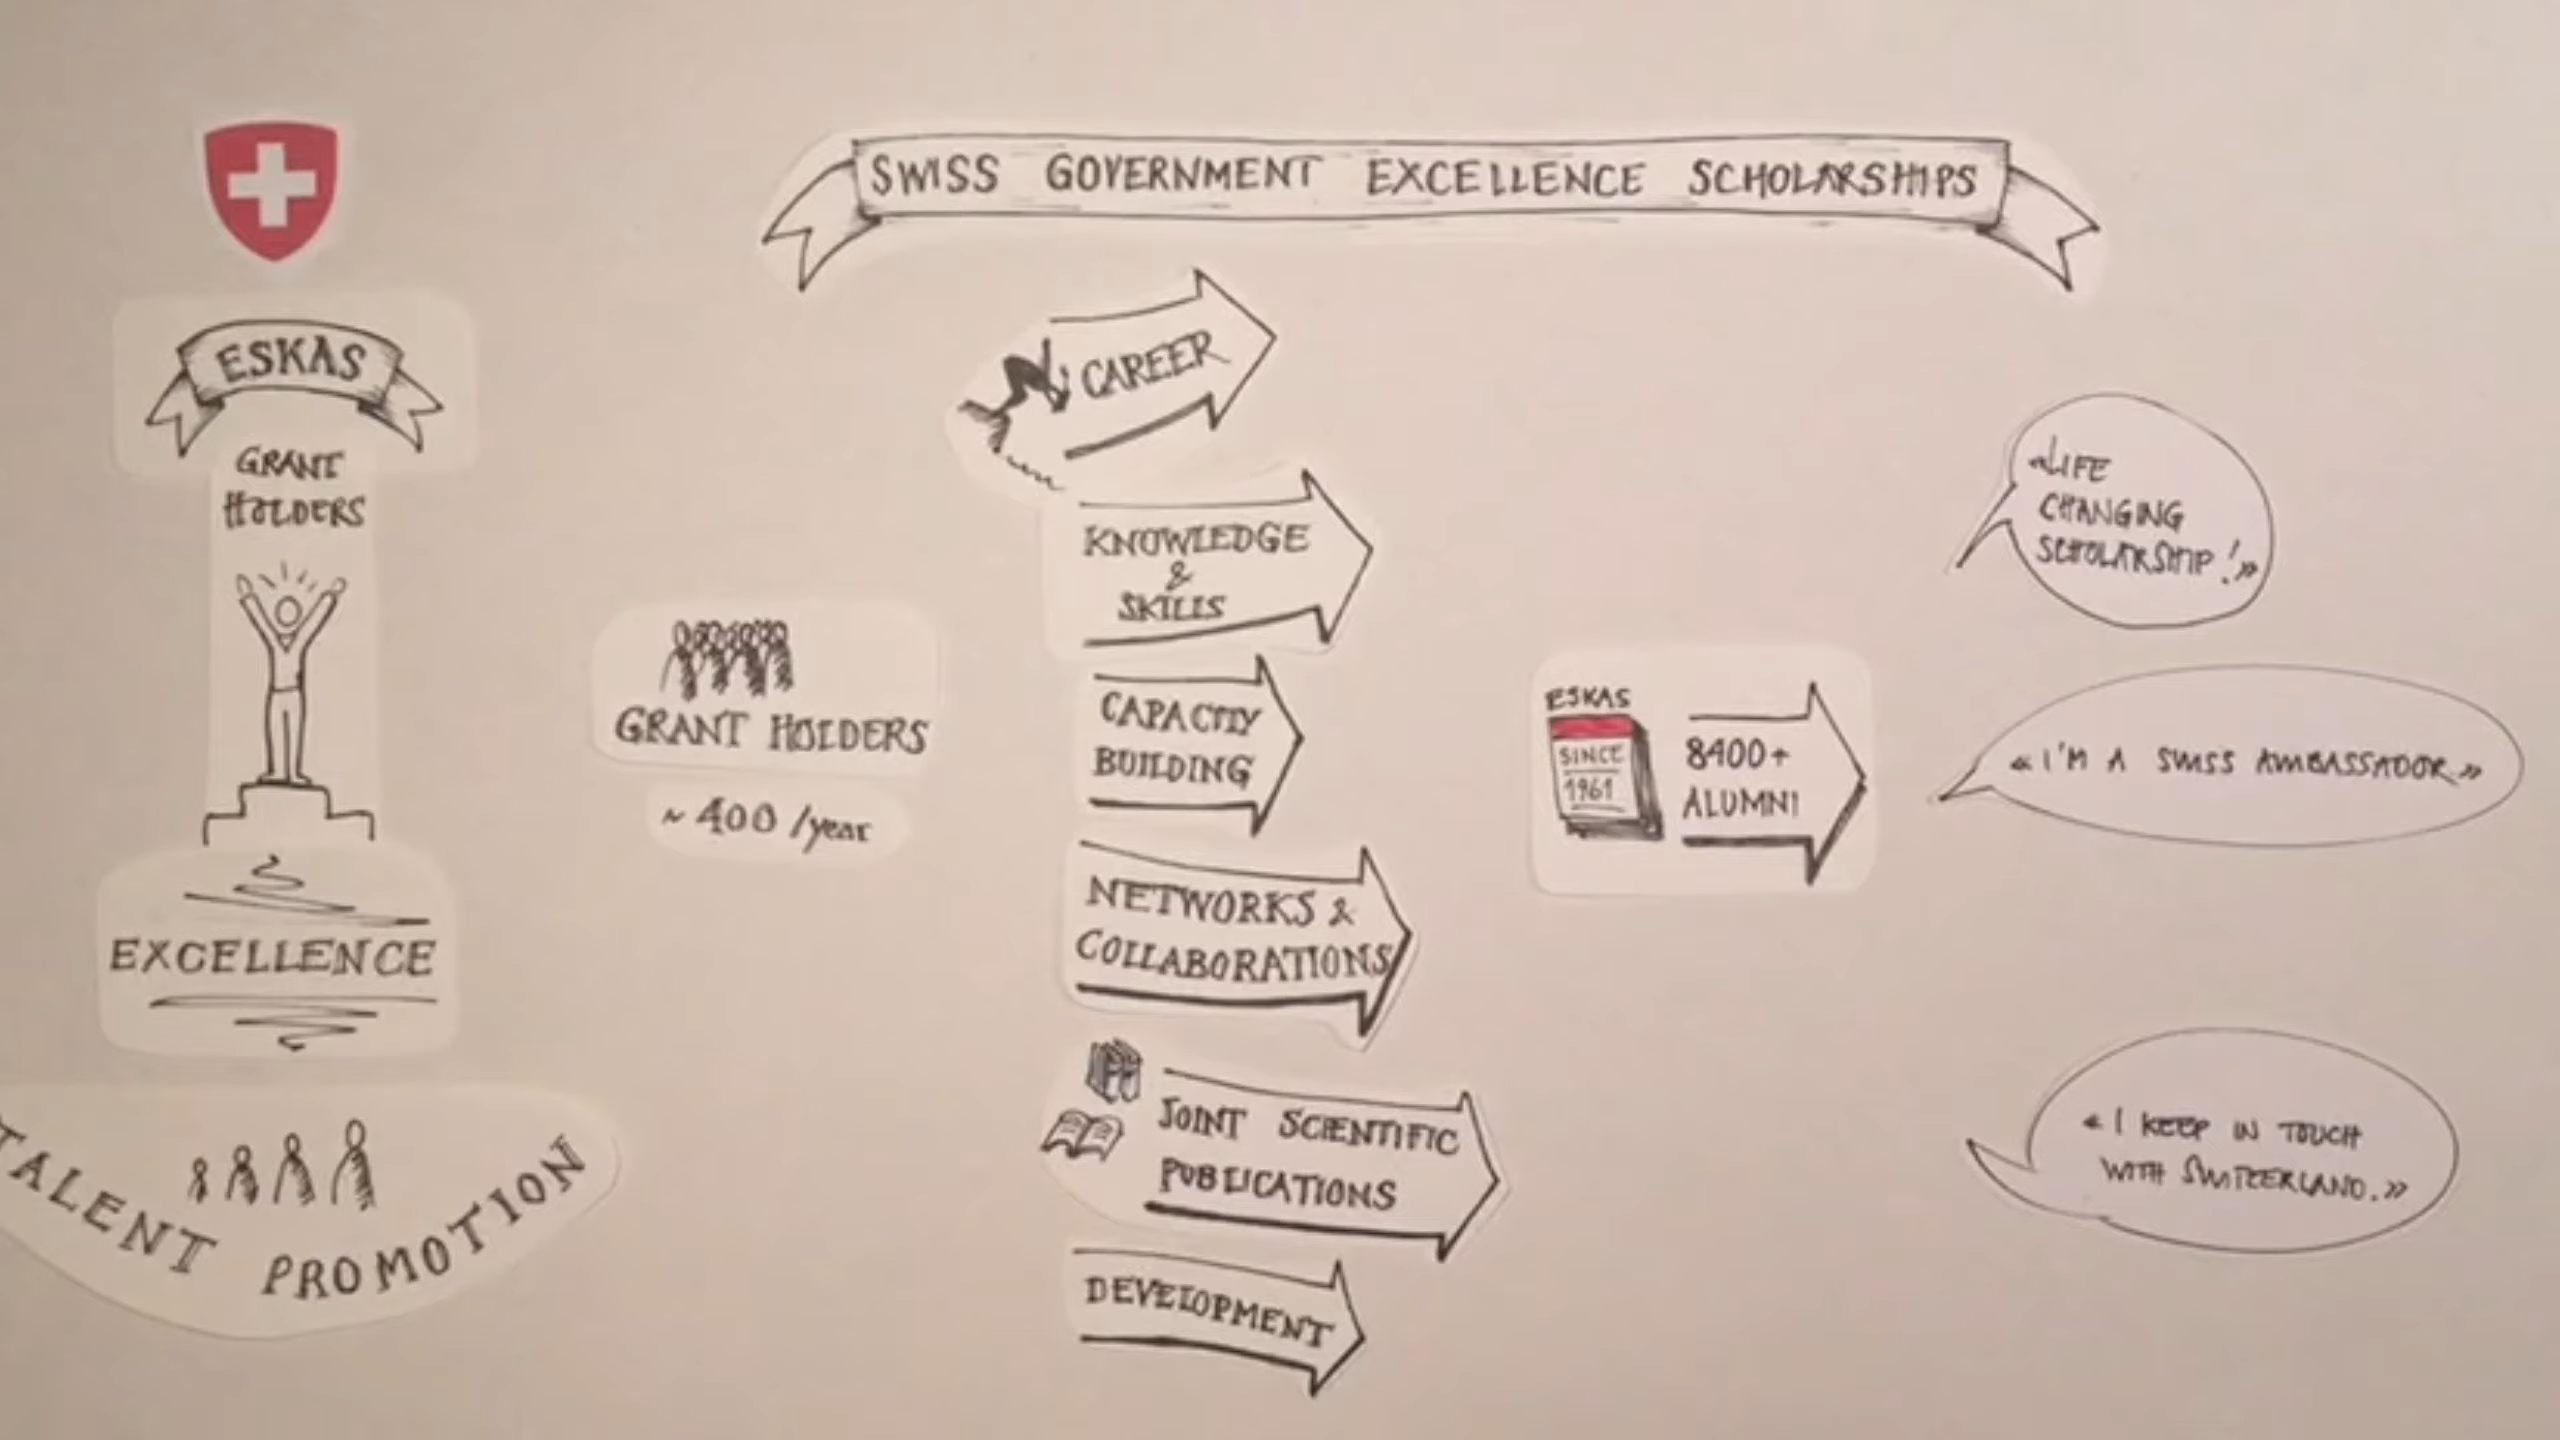 SWISS GOVERNMENT EXCELLENCE SCHOLARSHIPS
ESKAS
GRANT
HOLDERS
EXCELLENCE
TALENT PROMOTION
GRANT HOLDERS
~ 400 /year
CAREER
KNOWLEDGE
&
SKILLS
CAPACITY
BUILDING
NETWORKS &
COLLABORATIONS
JOINT SCIENTIFIC
PUBLICATIONS
DEVELOPMENT
ESKAS
SINCE
1961
8400+
ALUMNI
«LIFE
CHANGING
SCHOLARSHIP!»
«I'M A SWISS AMBASSADOR»
«I KEEP IN TOUCH
WITH SWITZERLAND.»